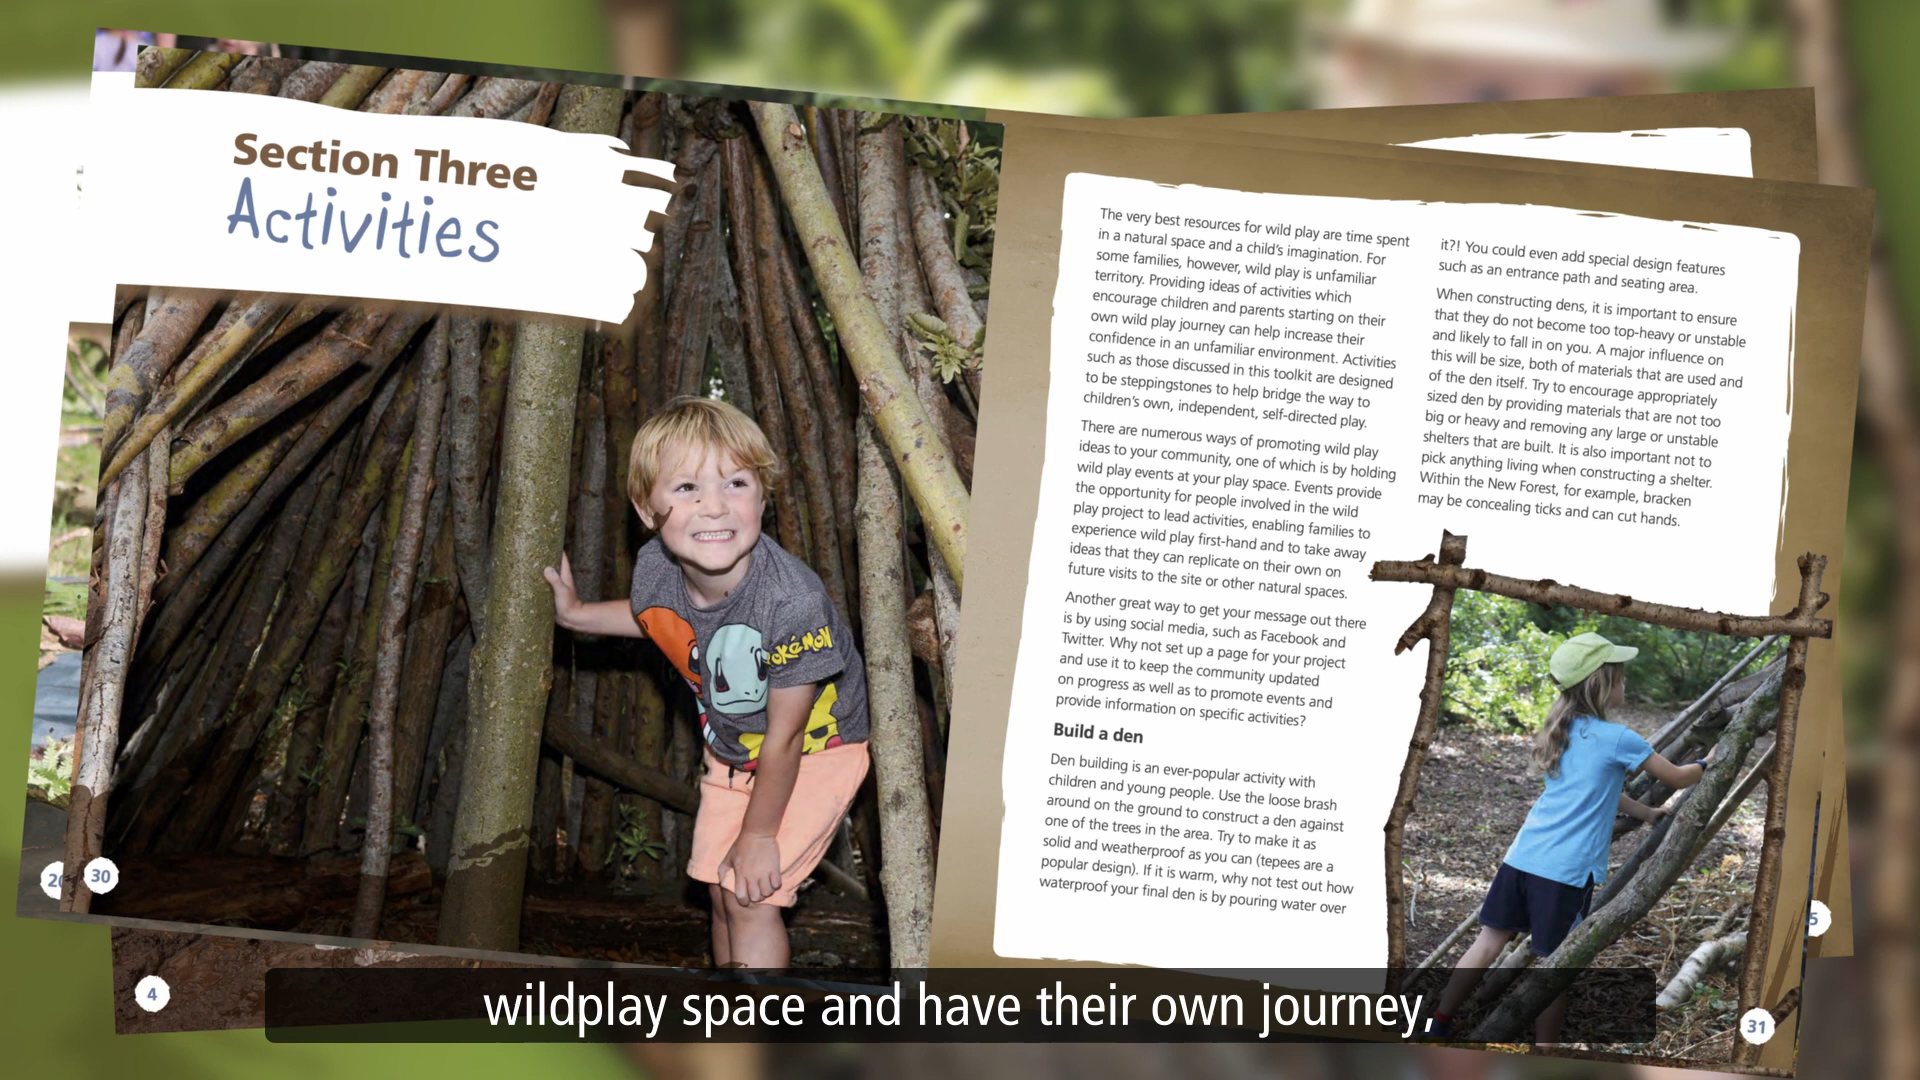 Section Three
Activities
The very best resources for wild play are time spent
in a natural space and a child's imagination. For
some families, however, wild play is unfamiliar
territory. Providing ideas of activities which
encourage children and parents starting on their
own wild play journey can help increase their
confidence in an unfamiliar environment. Activities
such as those discussed in this toolkit are designed
to be steppingstones to help bridge the way to
children's own, independent, self-directed play.
There are numerous ways of promoting wild play
ideas to your community, one of which is by holding
wild play events at your play space. Events provide
the opportunity for people involved in the wild
play project to lead activities, enabling families to
experience wild play first-hand and to take away
ideas that they can replicate on their own on
future visits to the site or other natural spaces.
Another great way to get your message out there
is by using social media, such as Facebook and
Twitter. Why not set up a page for your project
and use it to keep the community updated
on progress as well as to promote events and
provide information on specific activities?
Build a den
Den building is an ever-popular activity with
children and young people. Use the loose brash
around on the ground to construct a den against
one of the trees in the area. Try to make it as
solid and weatherproof as you can (tepees are a
popular design). If it is warm, why not test out how
waterproof your final den is by pouring water over
it?! You could even add special design features
such as an entrance path and seating area.
When constructing dens, it is important to ensure
that they do not become too top-heavy or unstable
and likely to fall in on you. A major influence on
this will be size, both of materials that are used and
of the den itself. Try to encourage appropriately
sized den by providing materials that are not too
big or heavy and removing any large or unstable
shelters that are built. It is also important not to
pick anything living when constructing a shelter.
Within the New Forest, for example, bracken
may be concealing ticks and can cut hands.
POKéMON
30
4
5
31
wildplay space and have their own journey,